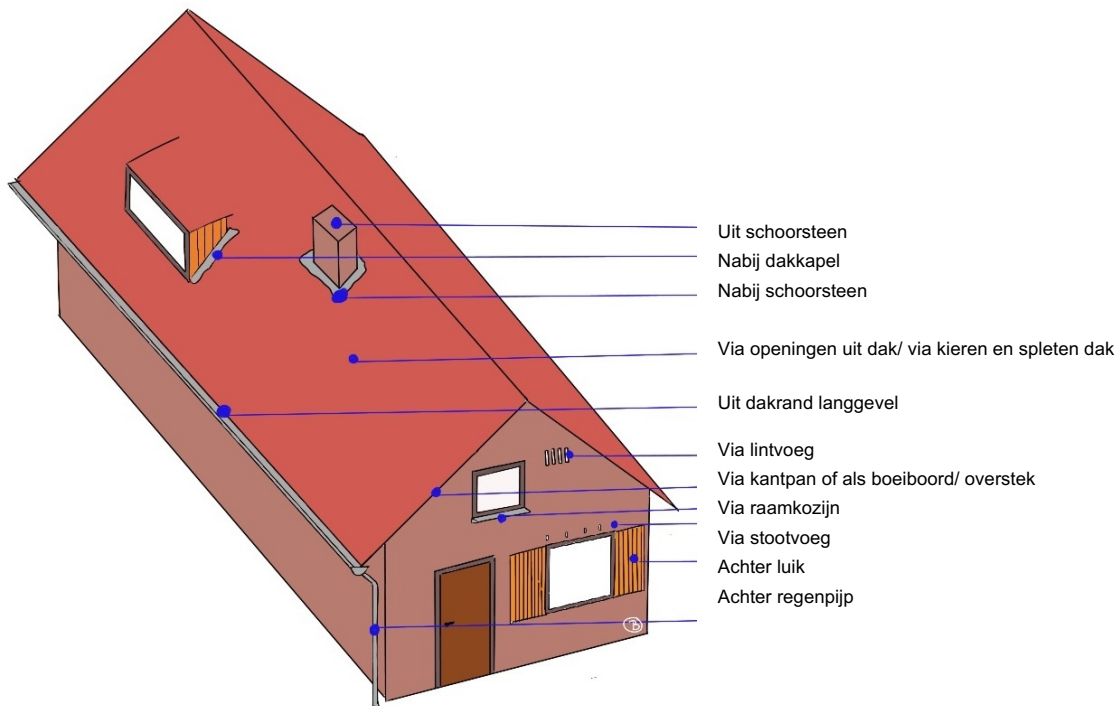 Uit schoorsteen
Nabij dakkapel
Nabij schoorsteen
Via openingen uit dak/ via kieren en spleten dak
Uit dakrand langgevel
Via lintvoeg
Via kantpan of als boeiboord/ overstek
Via raamkozijn
Via stootvoeg
Achter luik
Achter regenpijp